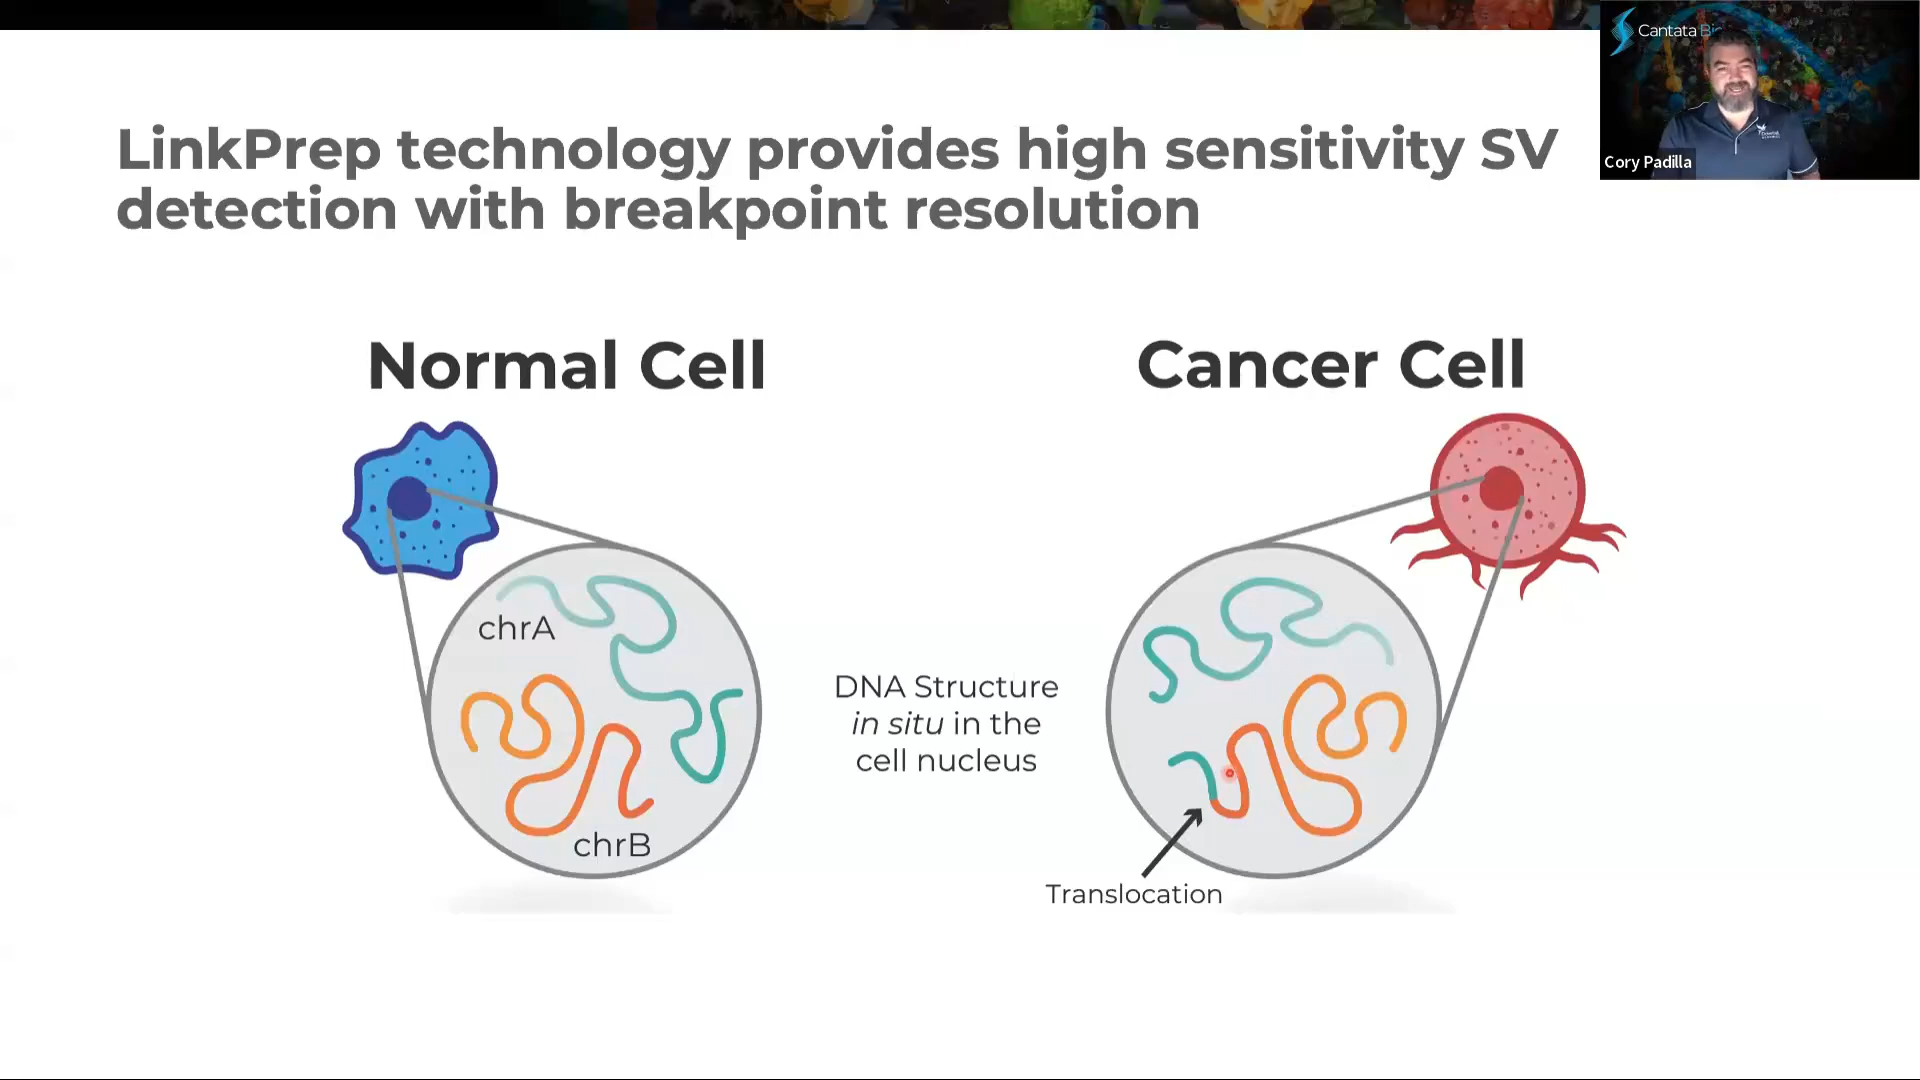 Cantata Bio
Cory Padilla
LinkPrep technology provides high sensitivity SV
detection with breakpoint resolution
Normal Cell
Cancer Cell
chrA
chrB
DNA Structure
in situ in the
cell nucleus
Translocation